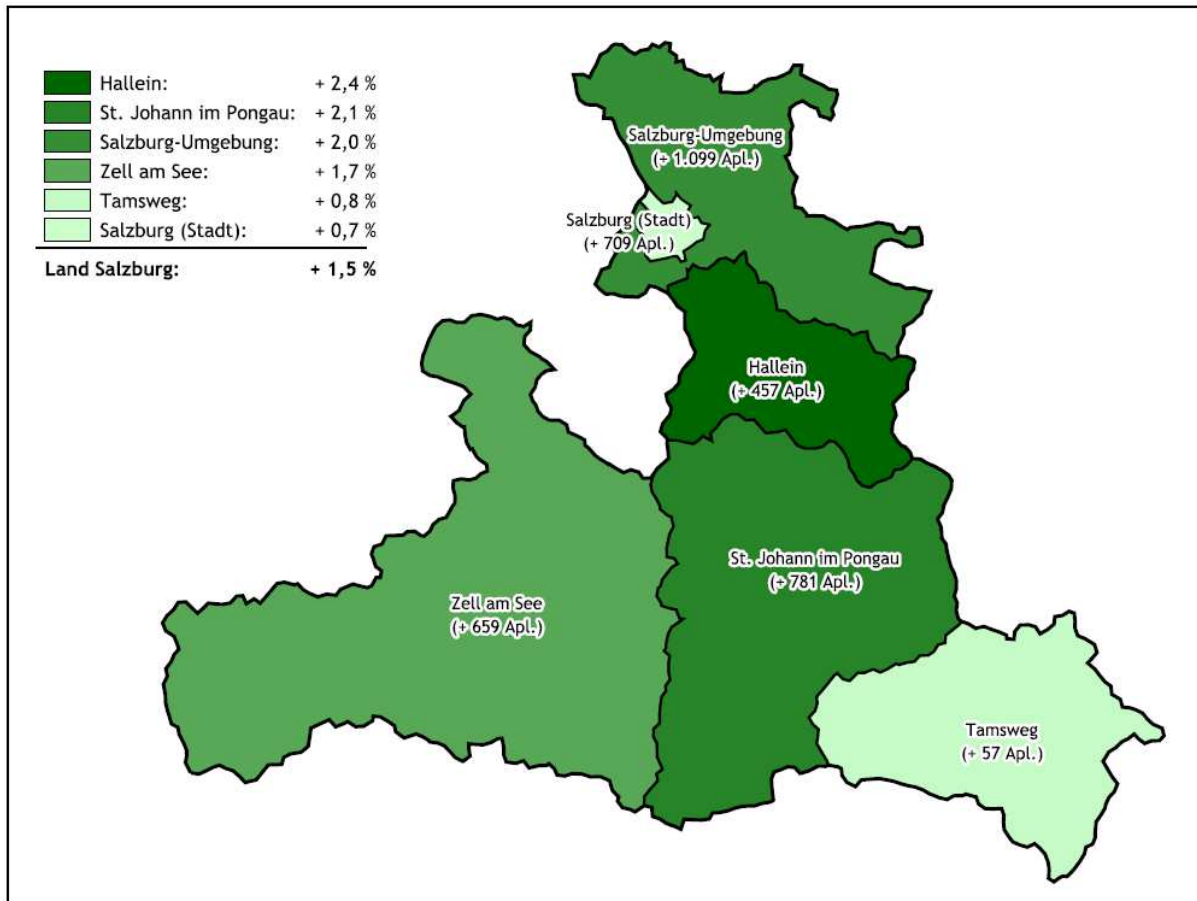 Hallein: + 2,4 %
St. Johann im Pongau: + 2,1 %
Salzburg-Umgebung: + 2,0 %
Zell am See: + 1,7 %
Tamsweg: + 0,8 %
Salzburg (Stadt): + 0,7 %
Land Salzburg: + 1,5 %
Salzburg-Umgebung
(+ 1.099 Apl.)
Salzburg (Stadt)
(+ 709 Apl.)
Hallein
(+ 457 Apl.)
St. Johann im Pongau
(+ 781 Apl.)
Zell am See
(+ 659 Apl.)
Tamsweg
(+ 57 Apl.)